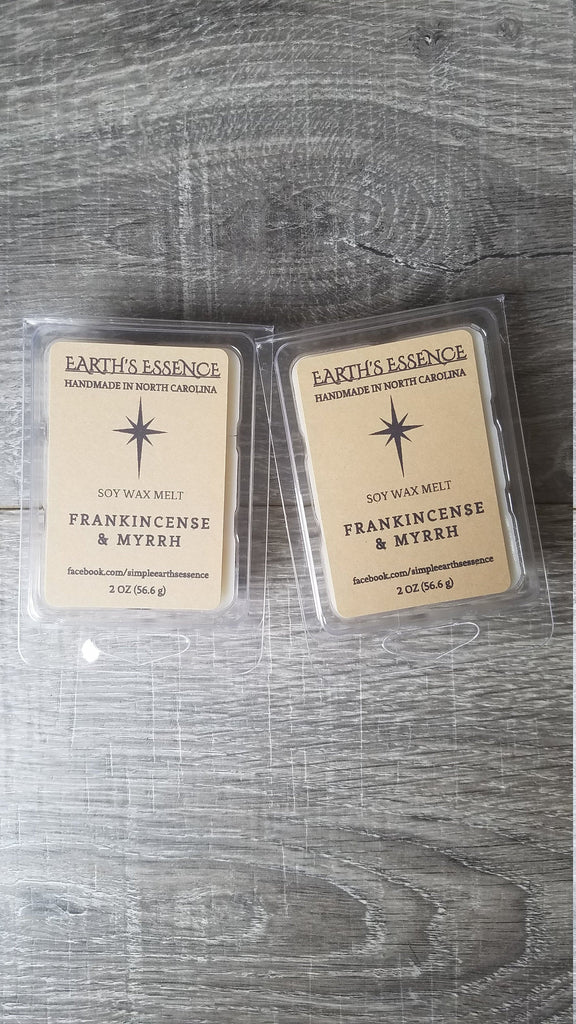 EARTH'S ESSENCE
HANDMADE IN NORTH CAROLINA
SOY WAX MELT
FRANKINCENSE
& MYRRH
facebook.com/simpleearthsessence
2 OZ (56.6 g)
EARTH'S ESSENCE
HANDMADE IN NORTH CAROLINA
SOY WAX MELT
FRANKINCENSE
& MYRRH
facebook.com/simpleearthsessence
2 OZ (56.6 g)